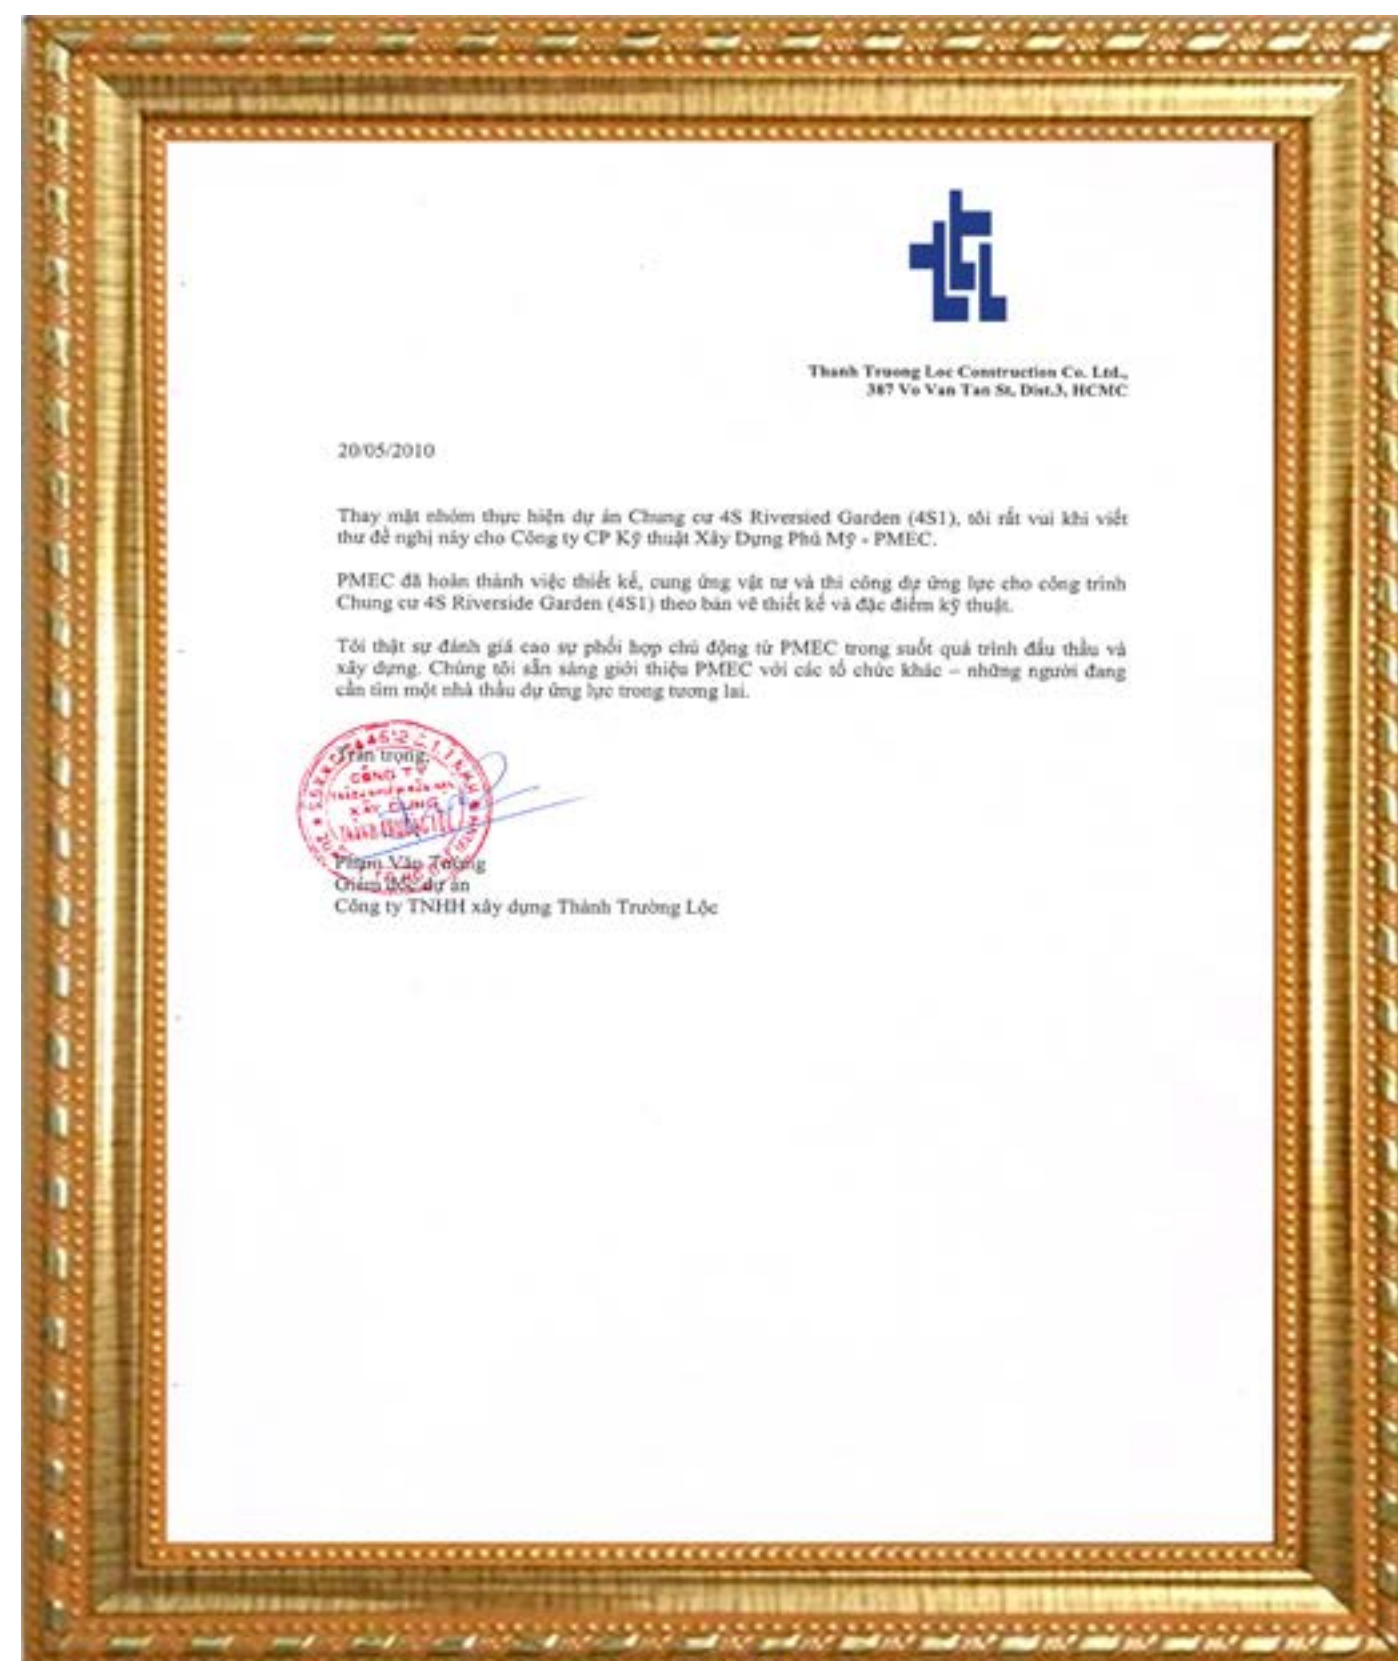 Thanh Truong Loc Construction Co. Ltd.,
387 Vo Van Tan St, Dist.3, HCMC
20/05/2010
Thay mặt nhóm thực hiện dự án Chung cư 4S Riversied Garden (4S1), tôi rất vui khi viết
thư đề nghị này cho Công ty CP Kỹ thuật Xây Dựng Phú Mỹ - PMEC.
PMEC đã hoàn thành việc thiết kế, cung ứng vật tư và thi công dự ứng lực cho công trình
Chung cư 4S Riverside Garden (4S1) theo bản vẽ thiết kế và đặc điểm kỹ thuật.
Tôi thật sự đánh giá cao sự phối hợp chủ động từ PMEC trong suốt quá trình đấu thầu và
xây dựng. Chúng tôi sẵn sàng giới thiệu PMEC với các tổ chức khác – những người đang
cần tìm một nhà thầu dự ứng lực trong tương lai.
Trân trọng,
CÔNG TY
XÂY DỰNG
THÀNH TRƯỜNG LỘC
Phạm Văn
Giám đốc dự án
Công ty TNHH xây dựng Thành Trường Lộc